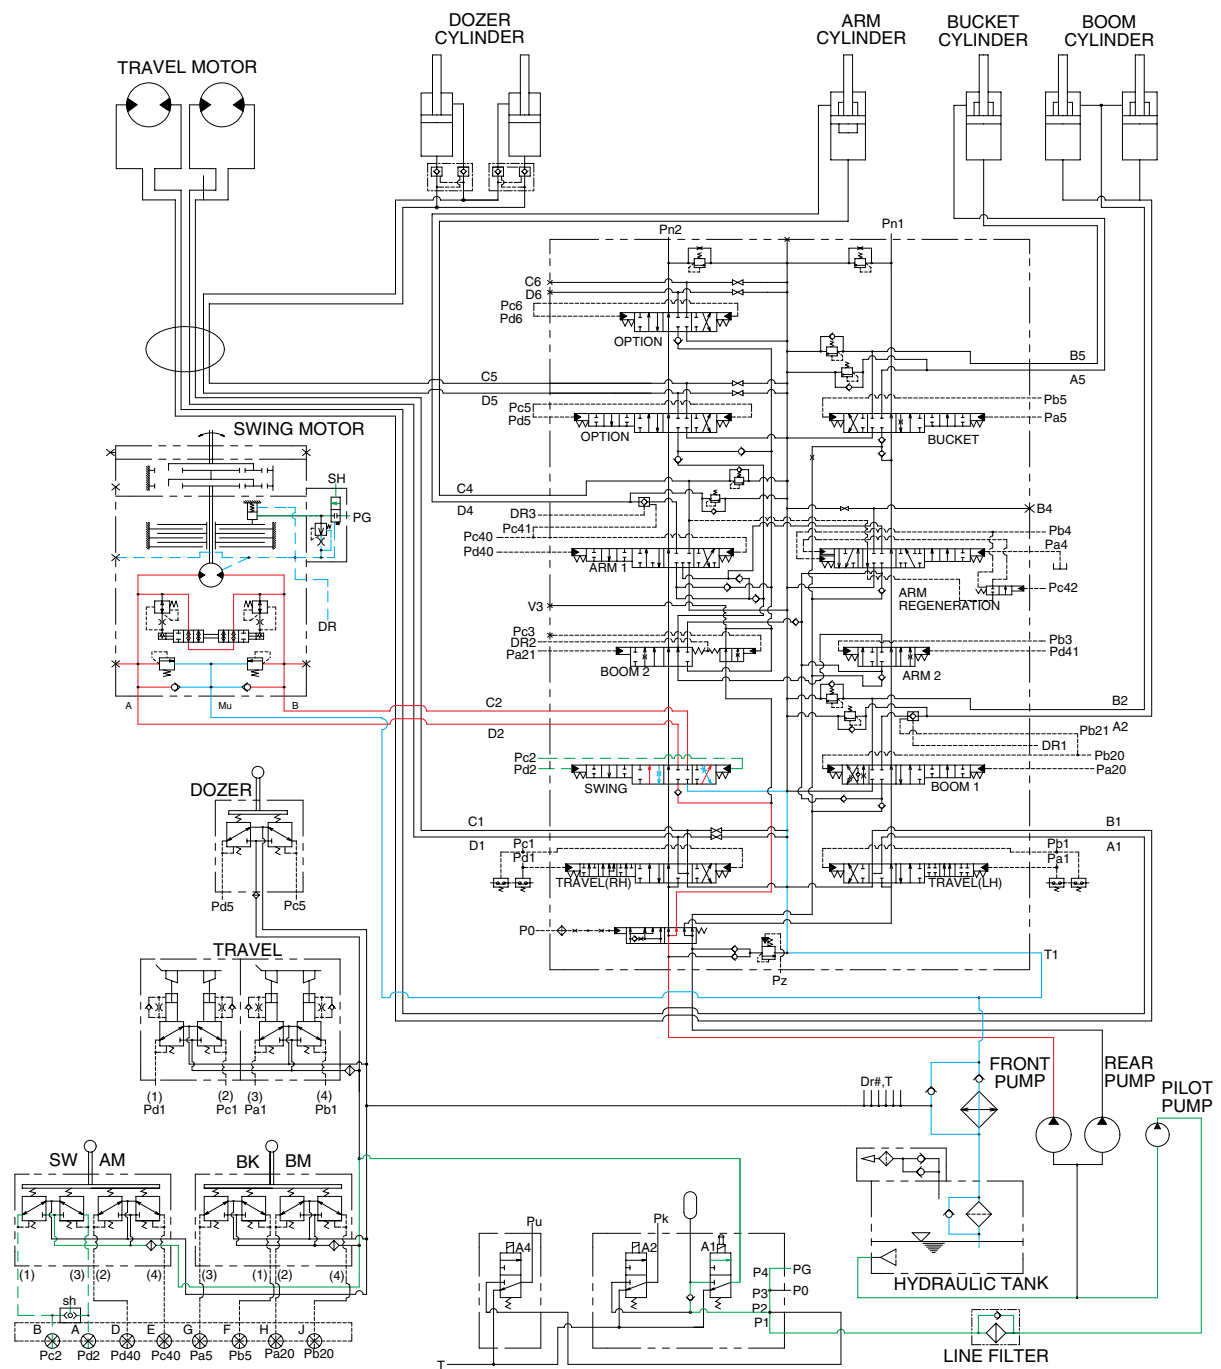 DOZER
CYLINDER
ARM
CYLINDER
BUCKET
CYLINDER
BOOM
CYLINDER
TRAVEL MOTOR
Pn2
Pn1
C6
D6
Pc6
Pd6
OPTION
B5
A5
C5
D5
Pc5
Pd5
OPTION
BUCKET
Pb5
Pa5
SWING MOTOR
SH
PG
C4
D4
DR3
Pc41
Pc40
Pd40
ARM 1
B4
Pb4
Pa4
ARM
REGENERATION
Pc42
V3
DR
Pc3
DR2
Pa21
BOOM 2
Pb3
Pd41
ARM 2
A
Mu
B
C2
D2
B2
A2
Pb21
DR1
Pb20
Pa20
Pc2
Pd2
SWING
BOOM 1
DOZER
Pd5
Pc5
C1
D1
Pc1
Pd1
TRAVEL(RH)
B1
A1
Pb1
Pa1
TRAVEL(LH)
P0
Pz
T1
TRAVEL
(1)
Pd1
(2)
Pc1
(3)
Pa1
(4)
Pb1
Dr#,T
FRONT
PUMP
REAR
PUMP
PILOT
PUMP
SW
AM
BK
BM
(1)
(3)
(2)
(4)
(3)
(1)
(2)
(4)
sh
B
A
D
E
G
F
H
J
Pc2
Pd2
Pd40
Pc40
Pa5
Pb5
Pa20
Pb20
Pu
A4
Pk
A2
A1
P4
PG
P3
P0
P2
P1
T
HYDRAULIC TANK
LINE FILTER